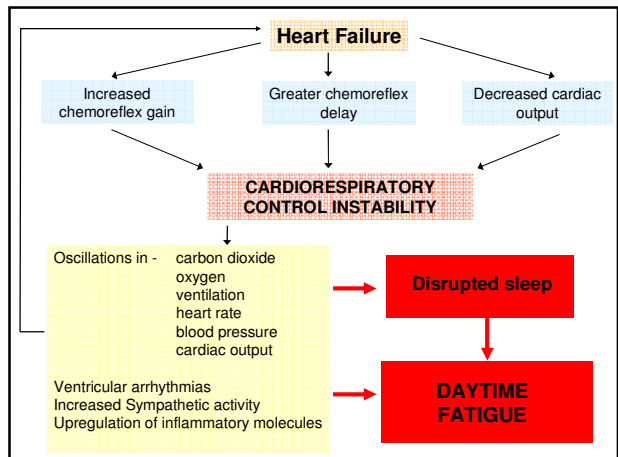 Heart Failure
Increased
chemoreflex gain
Greater chemoreflex
delay
Decreased cardiac
output
CARDIORESPIRATORY
CONTROL INSTABILITY
Oscillations in - carbon dioxide
oxygen
ventilation
heart rate
blood pressure
cardiac output
Ventricular arrhythmias
Increased Sympathetic activity
Upregulation of inflammatory molecules
Disrupted sleep
DAYTIME
FATIGUE